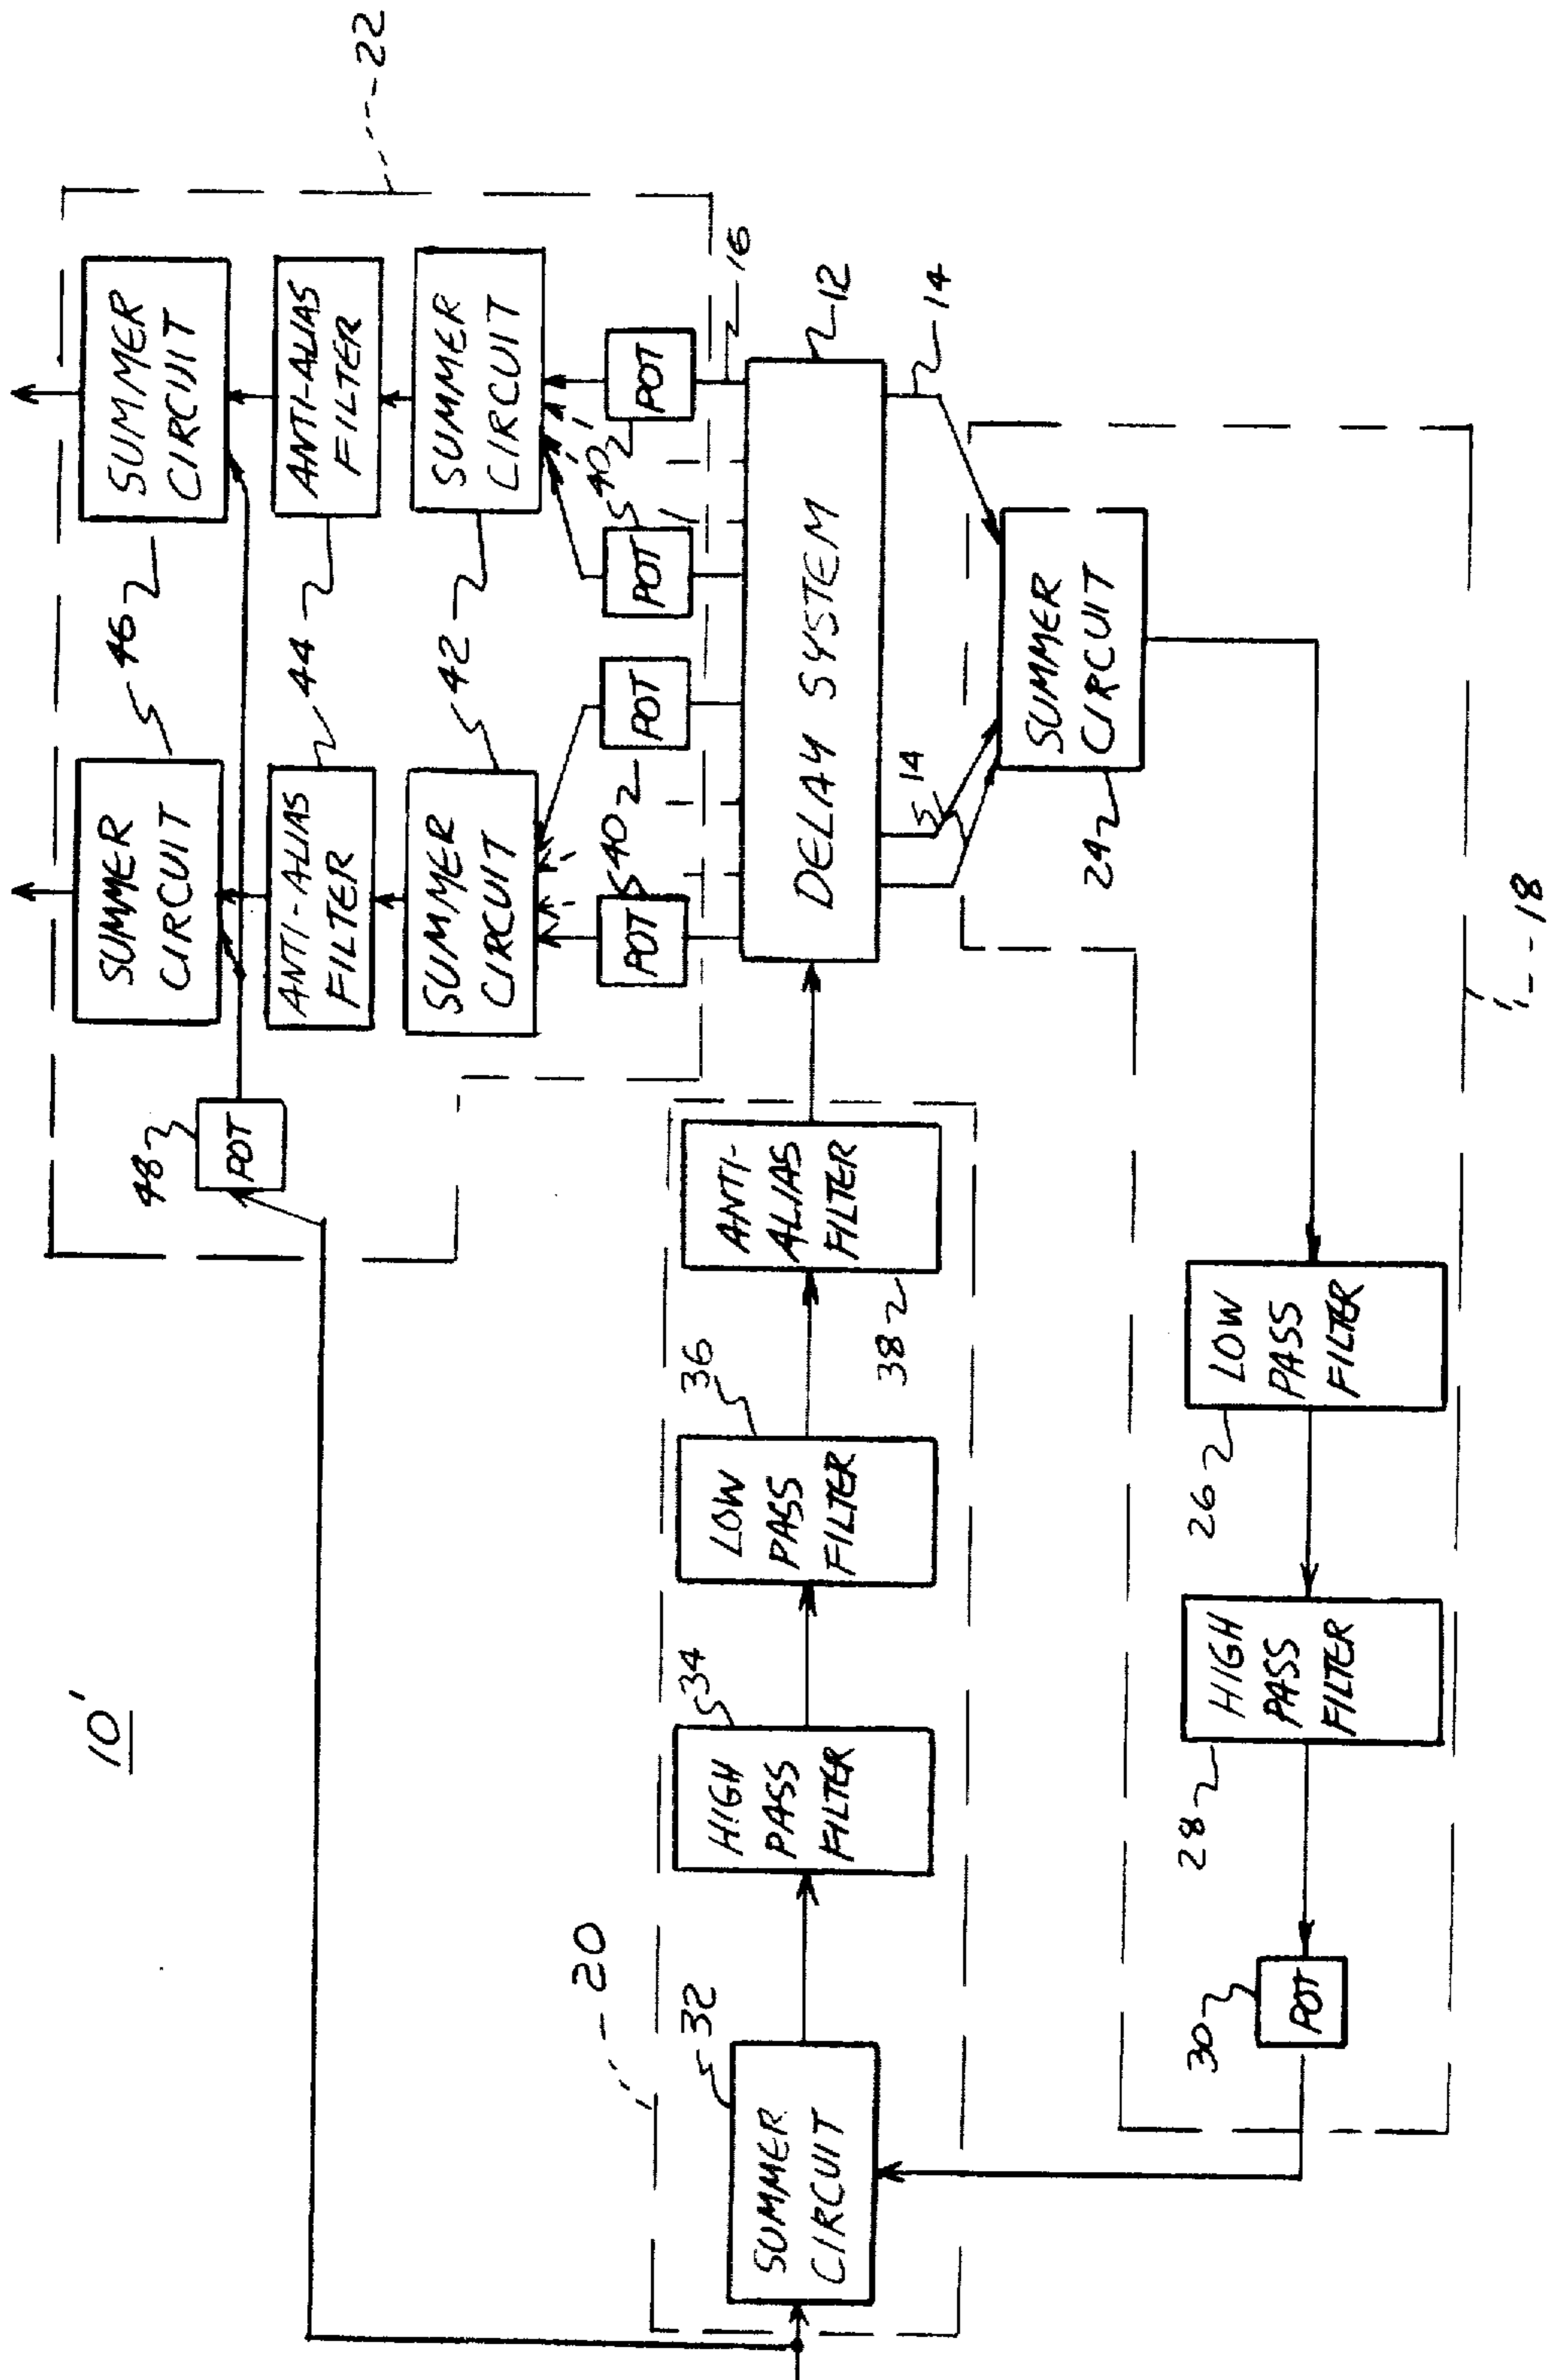 10'
22
SUMMER
CIRCUIT
SUMMER
CIRCUIT
46
48
POT
ANTI-ALIAS
FILTER
ANTI-ALIAS
FILTER
44
SUMMER
CIRCUIT
SUMMER
CIRCUIT
42
POT
POT
POT
POT
40
40
40
16
DELAY SYSTEM
12
14
14
20
SUMMER
CIRCUIT
32
HIGH
PASS
FILTER
34
LOW
PASS
FILTER
36
ANTI-
ALIAS
FILTER
38
SUMMER
CIRCUIT
24
LOW
PASS
FILTER
26
HIGH
PASS
FILTER
28
POT
30
18